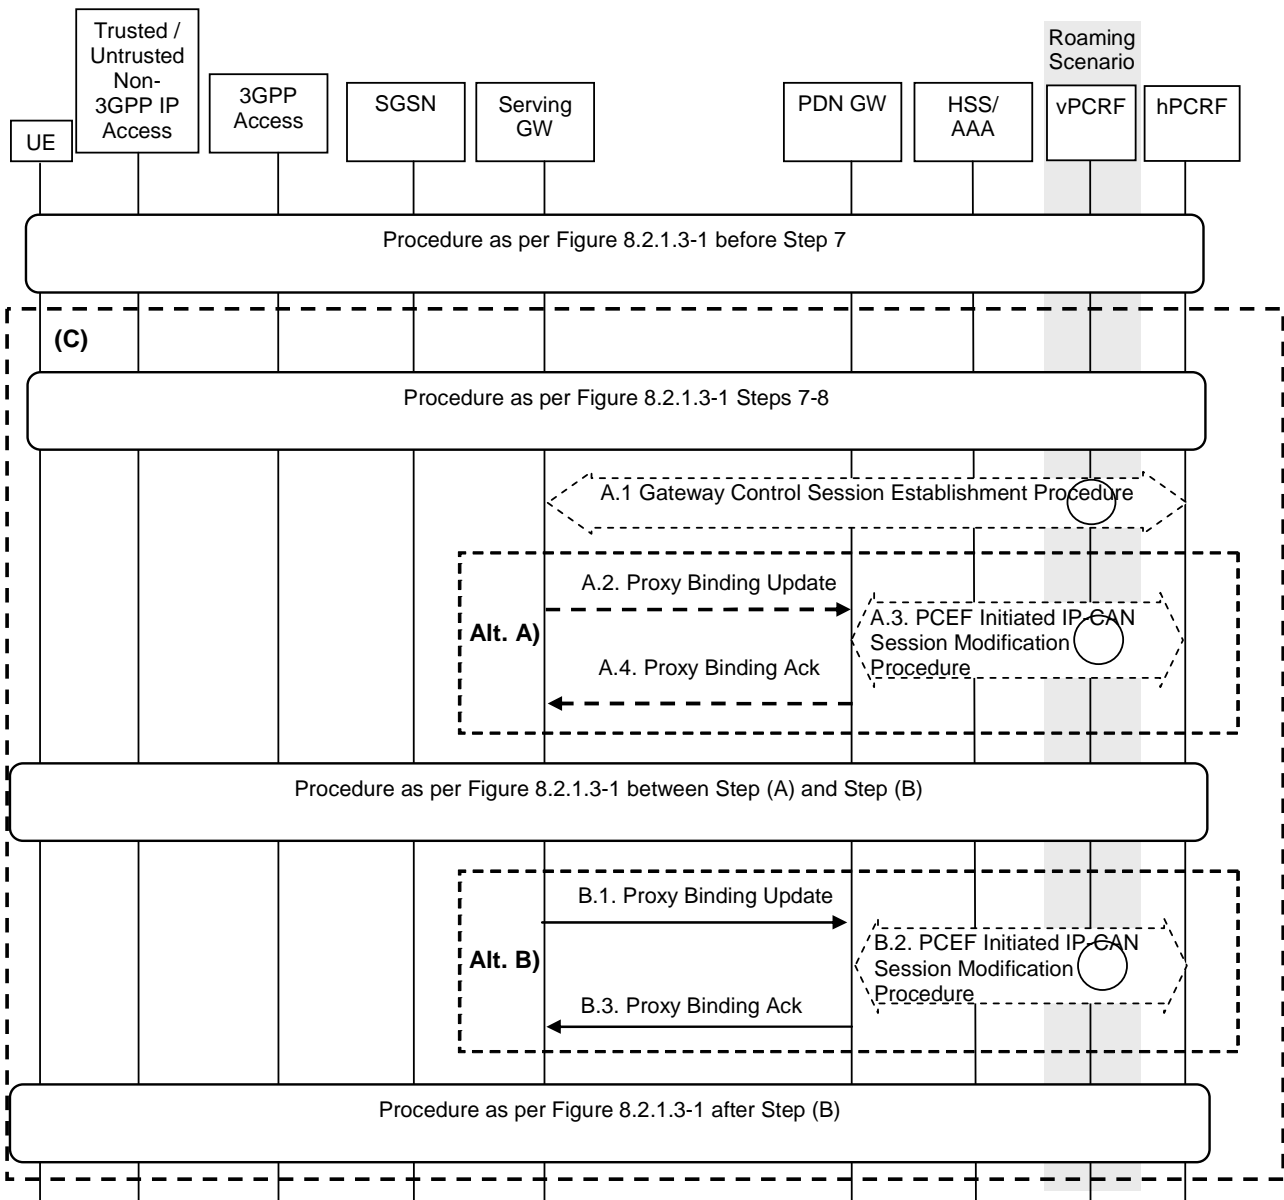 Trusted /
Untrusted
Non-
3GPP IP
Access
Roaming
Scenario
UE
3GPP
Access
SGSN
Serving
GW
PDN GW
HSS/
AAA
vPCRF
hPCRF
Procedure as per Figure 8.2.1.3-1 before Step 7
(C)
Procedure as per Figure 8.2.1.3-1 Steps 7-8
A.1 Gateway Control Session Establishment Procedure
Alt. A)
A.2. Proxy Binding Update
A.3. PCEF Initiated IP-CAN
Session Modification
Procedure
A.4. Proxy Binding Ack
Procedure as per Figure 8.2.1.3-1 between Step (A) and Step (B)
Alt. B)
B.1. Proxy Binding Update
B.2. PCEF Initiated IP-CAN
Session Modification
Procedure
B.3. Proxy Binding Ack
Procedure as per Figure 8.2.1.3-1 after Step (B)